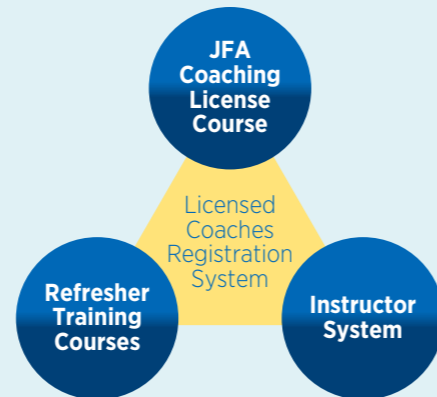 JFA
Coaching
License
Course
Licensed
Coaches
Registration
System
Refresher
Training
Courses
Instructor
System